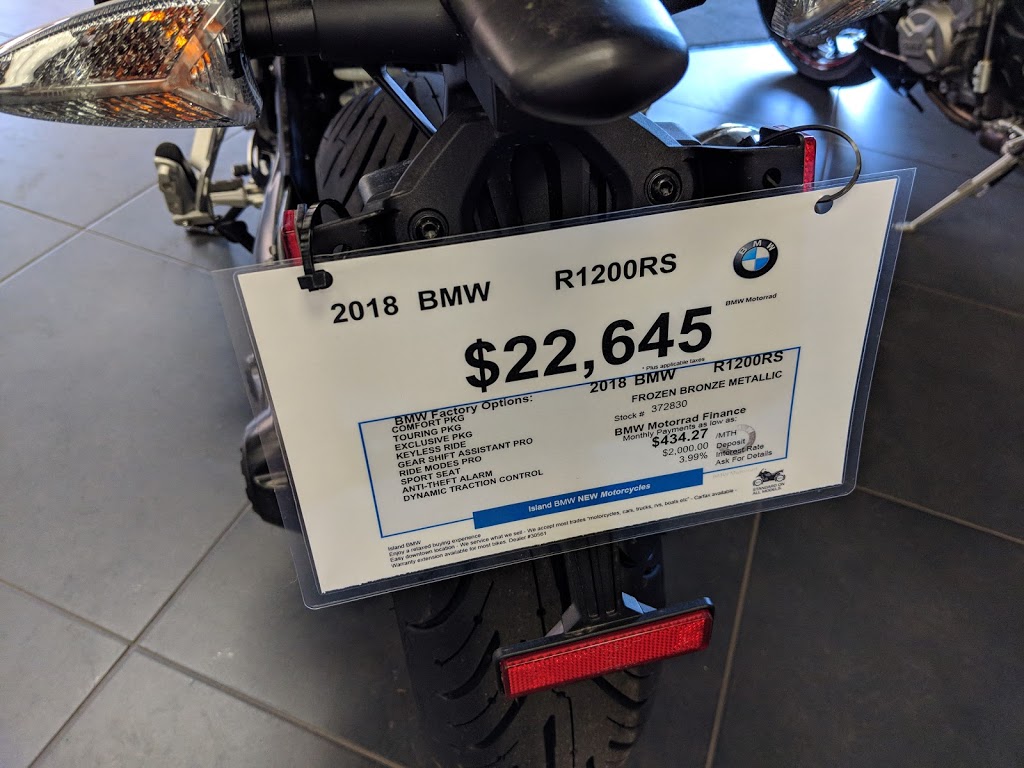 2018 BMW R1200RS
BMW
BMW Motorrad
$22,645
* Plus applicable taxes
2018 BMW R1200RS
FROZEN BRONZE METALLIC
Stock # 372830
BMW Factory Options:
COMFORT PKG
TOURING PKG
EXCLUSIVE PKG
KEYLESS RIDE
GEAR SHIFT ASSISTANT PRO
RIDE MODES PRO
SPORT SEAT
ANTI-THEFT ALARM
DYNAMIC TRACTION CONTROL
BMW Motorrad Finance
Monthly Payments as low as:
$434.27 /MTH
$2,000.00 Deposit
3.99% Interest Rate
Ask For Details
Island BMW NEW Motorcycles
STANDARD ON
ALL MODELS
Island BMW
Enjoy a relaxed buying experience
Easy downtown location - We service what we sell - We accept most trades "motorcycles, cars, trucks, rvs, boats etc" - Carfax available -
Warranty extension available for most bikes. Dealer #30561